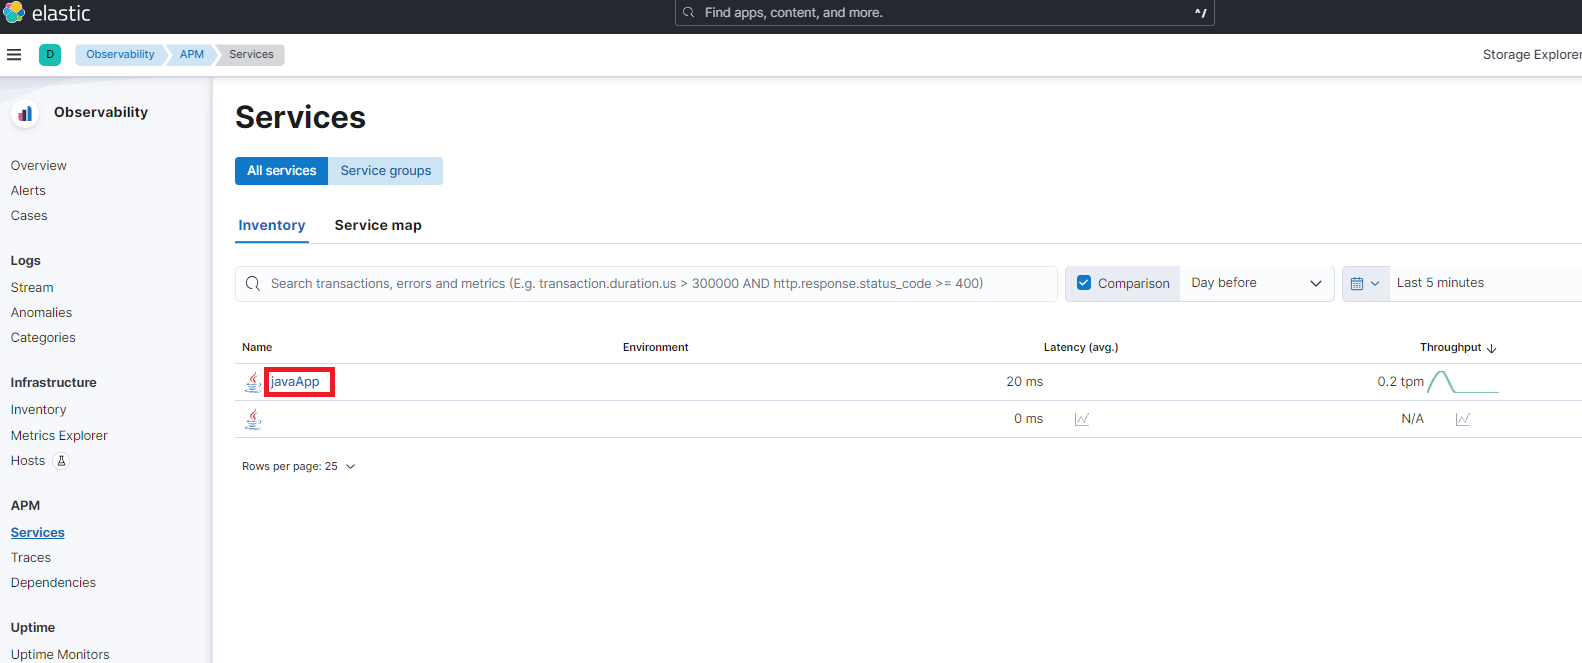 elastic
Find apps, content, and more.
^/
D
Observability
APM
Services
Storage Explorer
Observability
Overview
Alerts
Cases
Logs
Stream
Anomalies
Categories
Infrastructure
Inventory
Metrics Explorer
Hosts
APM
Services
Traces
Dependencies
Uptime
Uptime Monitors
Services
All services
Service groups
Inventory
Service map
Search transactions, errors and metrics (E.g. transaction.duration.us > 300000 AND http.response.status_code >= 400)
Comparison
Day before
Last 5 minutes
Name
Environment
Latency (avg.)
Throughput
javaApp
20 ms
0.2 tpm
0 ms
N/A
Rows per page: 25